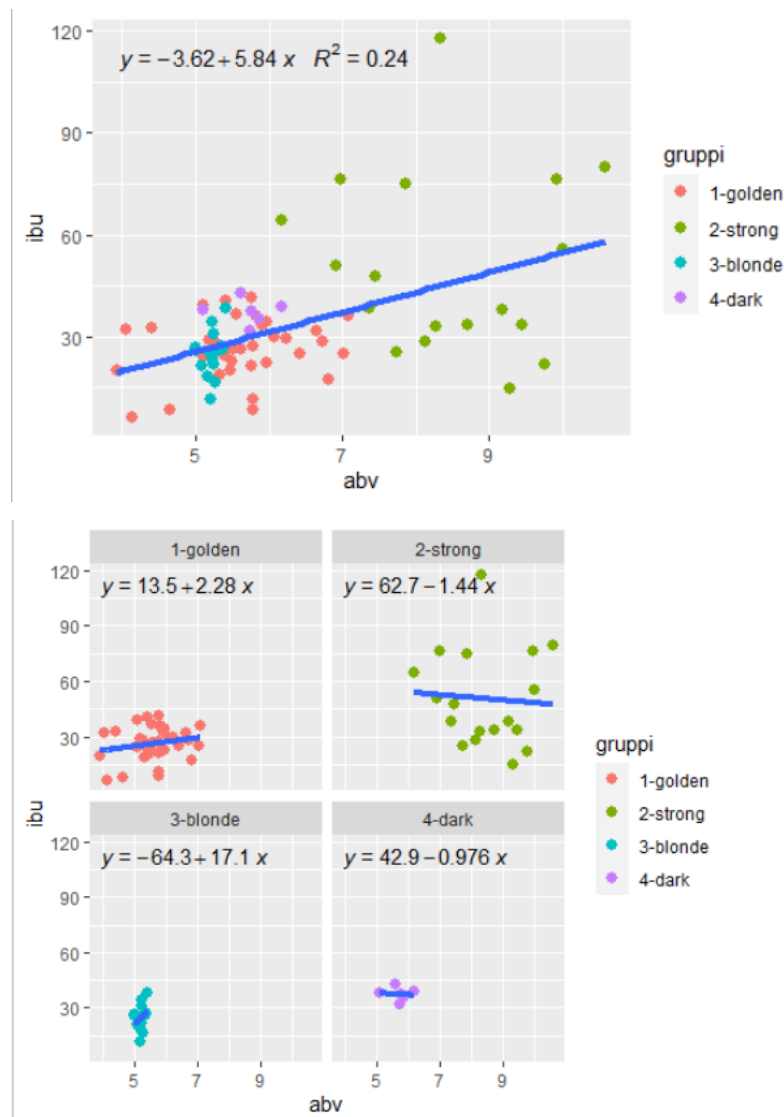 y = −3.62 + 5.84 x   R² = 0.24
120
90
60
30
ibu
5 7 9
abv
gruppi
1-golden
2-strong
3-blonde
4-dark
1-golden 2-strong
y = 13.5 + 2.28 x   y = 62.7 − 1.44 x
120
90
60
30
3-blonde 4-dark
y = −64.3 + 17.1 x   y = 42.9 − 0.976 x
120
90
60
30
ibu
5 7 9 5 7 9
abv
gruppi
1-golden
2-strong
3-blonde
4-dark